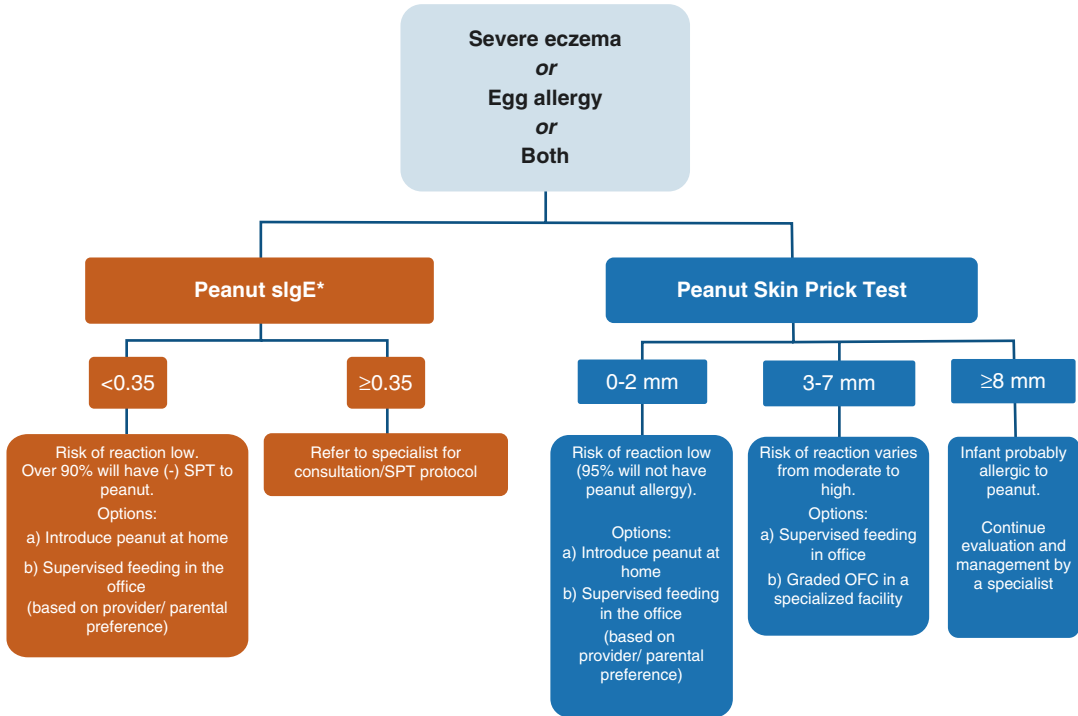 Severe eczema
or
Egg allergy
or
Both
Peanut sIgE*
<0.35
Risk of reaction low.
Over 90% will have (-) SPT to
peanut.
Options:
a) Introduce peanut at home
b) Supervised feeding in the
office
(based on provider/ parental
preference)
≥0.35
Refer to specialist for
consultation/SPT protocol
Peanut Skin Prick Test
0-2 mm
Risk of reaction low
(95% will not have
peanut allergy).
Options:
a) Introduce peanut at
home
b) Supervised feeding
in the office
(based on
provider/ parental
preference)
3-7 mm
Risk of reaction varies
from moderate to
high.
Options:
a) Supervised feeding
in office
b) Graded OFC in a
specialized facility
≥8 mm
Infant probably
allergic to
peanut.
Continue
evaluation and
management by
a specialist